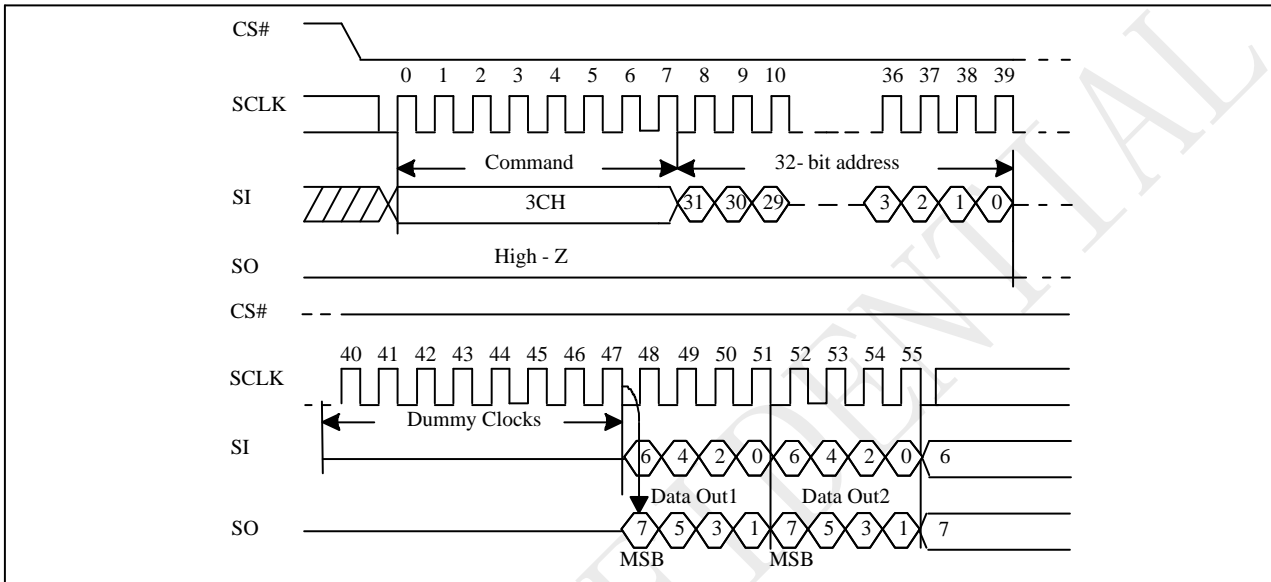 CS#
0 1 2 3 4 5 6 7 8 9 10 36 37 38 39
SCLK
Command 32- bit address
SI 3CH 31 30 29 3 2 1 0
High - Z
SO
CS#
40 41 42 43 44 45 46 47 48 49 50 51 52 53 54 55
SCLK
Dummy Clocks
SI 6 4 2 0 6 4 2 0 6
Data Out1 Data Out2
SO 7 5 3 1 7 5 3 1 7
MSB MSB
IDENTIAL